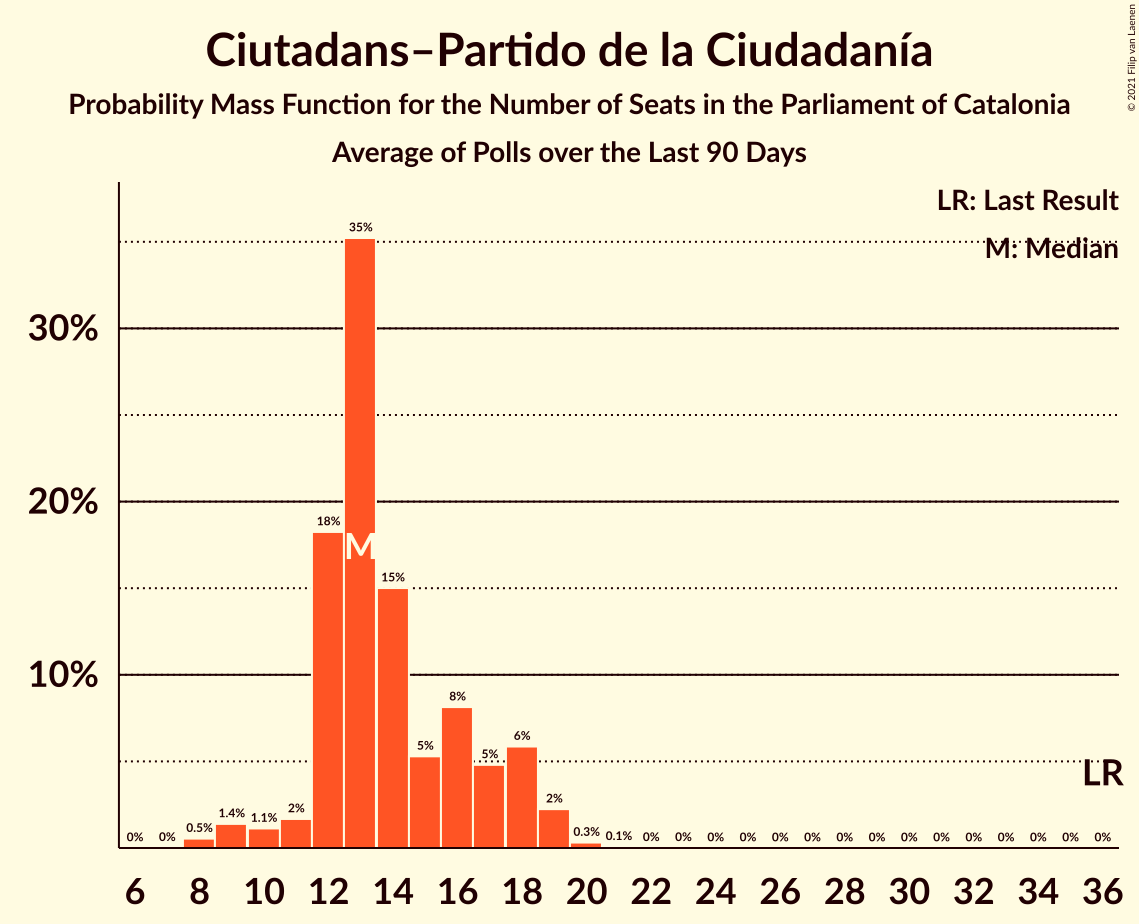 Ciutadans–Partido de la Ciudadanía
Probability Mass Function for the Number of Seats in the Parliament of Catalonia
Average of Polls over the Last 90 Days
© 2021 Filip van Laenen
LR: Last Result
M: Median
30%
20%
10%
0% 0% 0.5% 1.4% 1.1% 2% 18% 35% 15% 5% 8% 5% 6% 2% 0.3% 0.1% 0% 0% 0% 0% 0% 0% 0% 0% 0% 0% 0% 0% 0% 0% 0%
M
LR
6 8 10 12 14 16 18 20 22 24 26 28 30 32 34 36